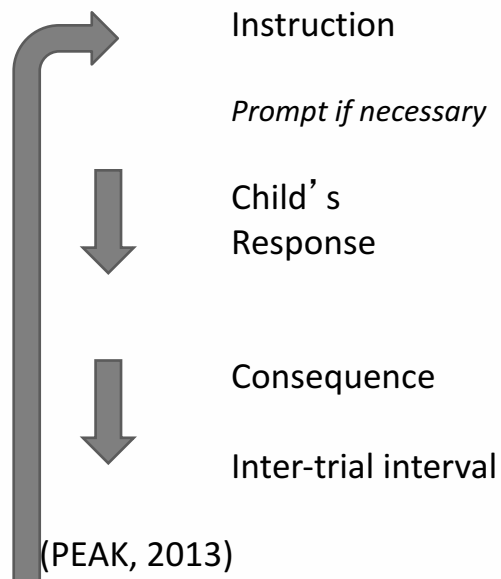 Instruction
Prompt if necessary
Child’s
Response
Consequence
Inter-trial interval
(PEAK, 2013)